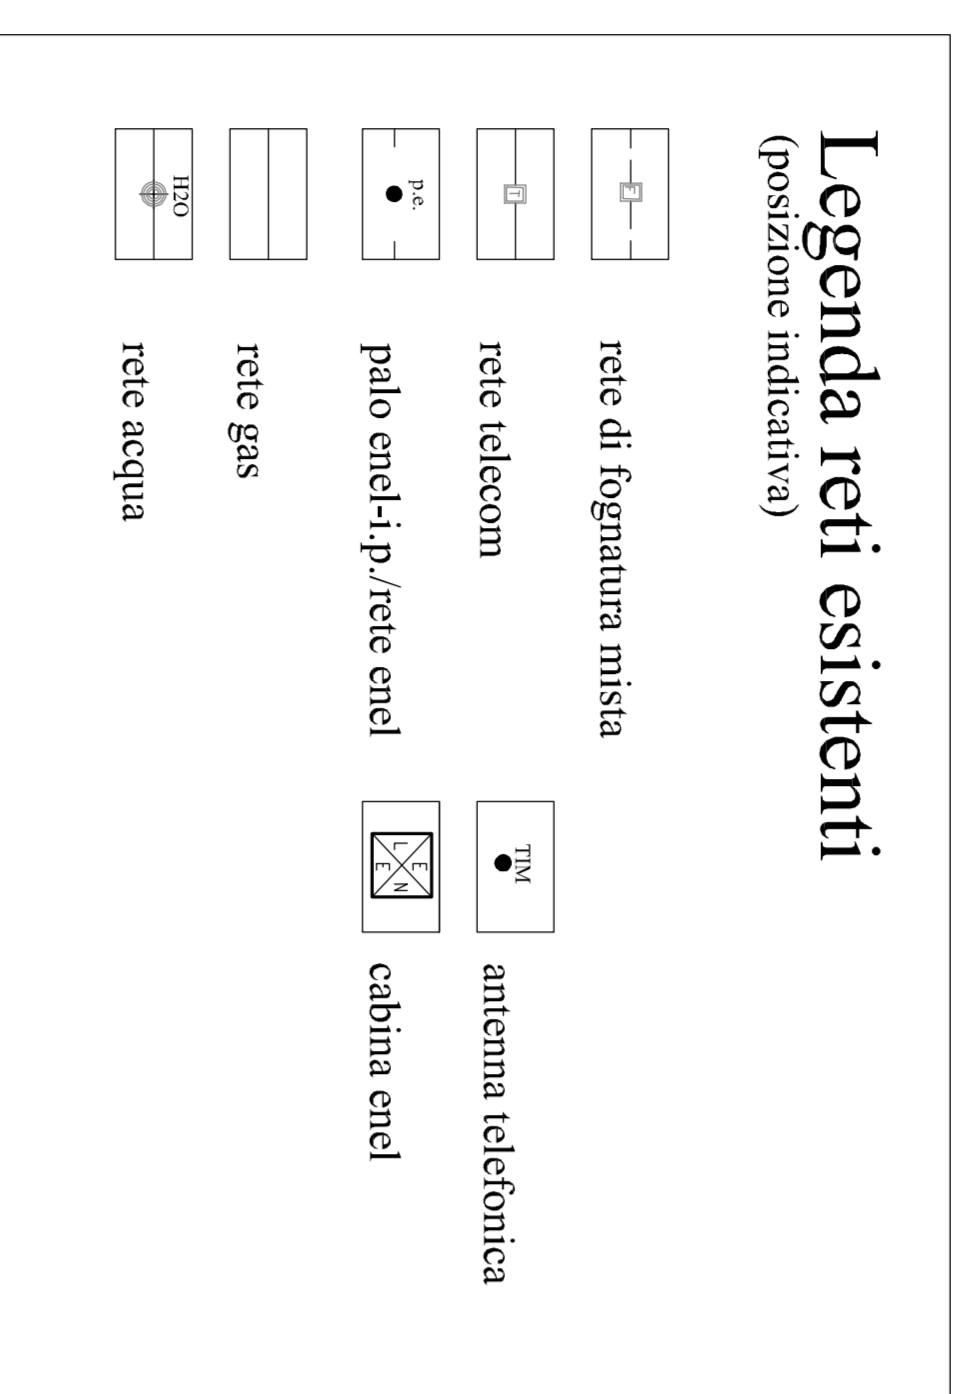 Legenda reti esistenti
(posizione indicativa)
F rete di fognatura mista
T rete telecom
TIM antenna telefonica
p.e. palo enel-i.p./rete enel
E N E L cabina enel
rete gas
H2O rete acqua